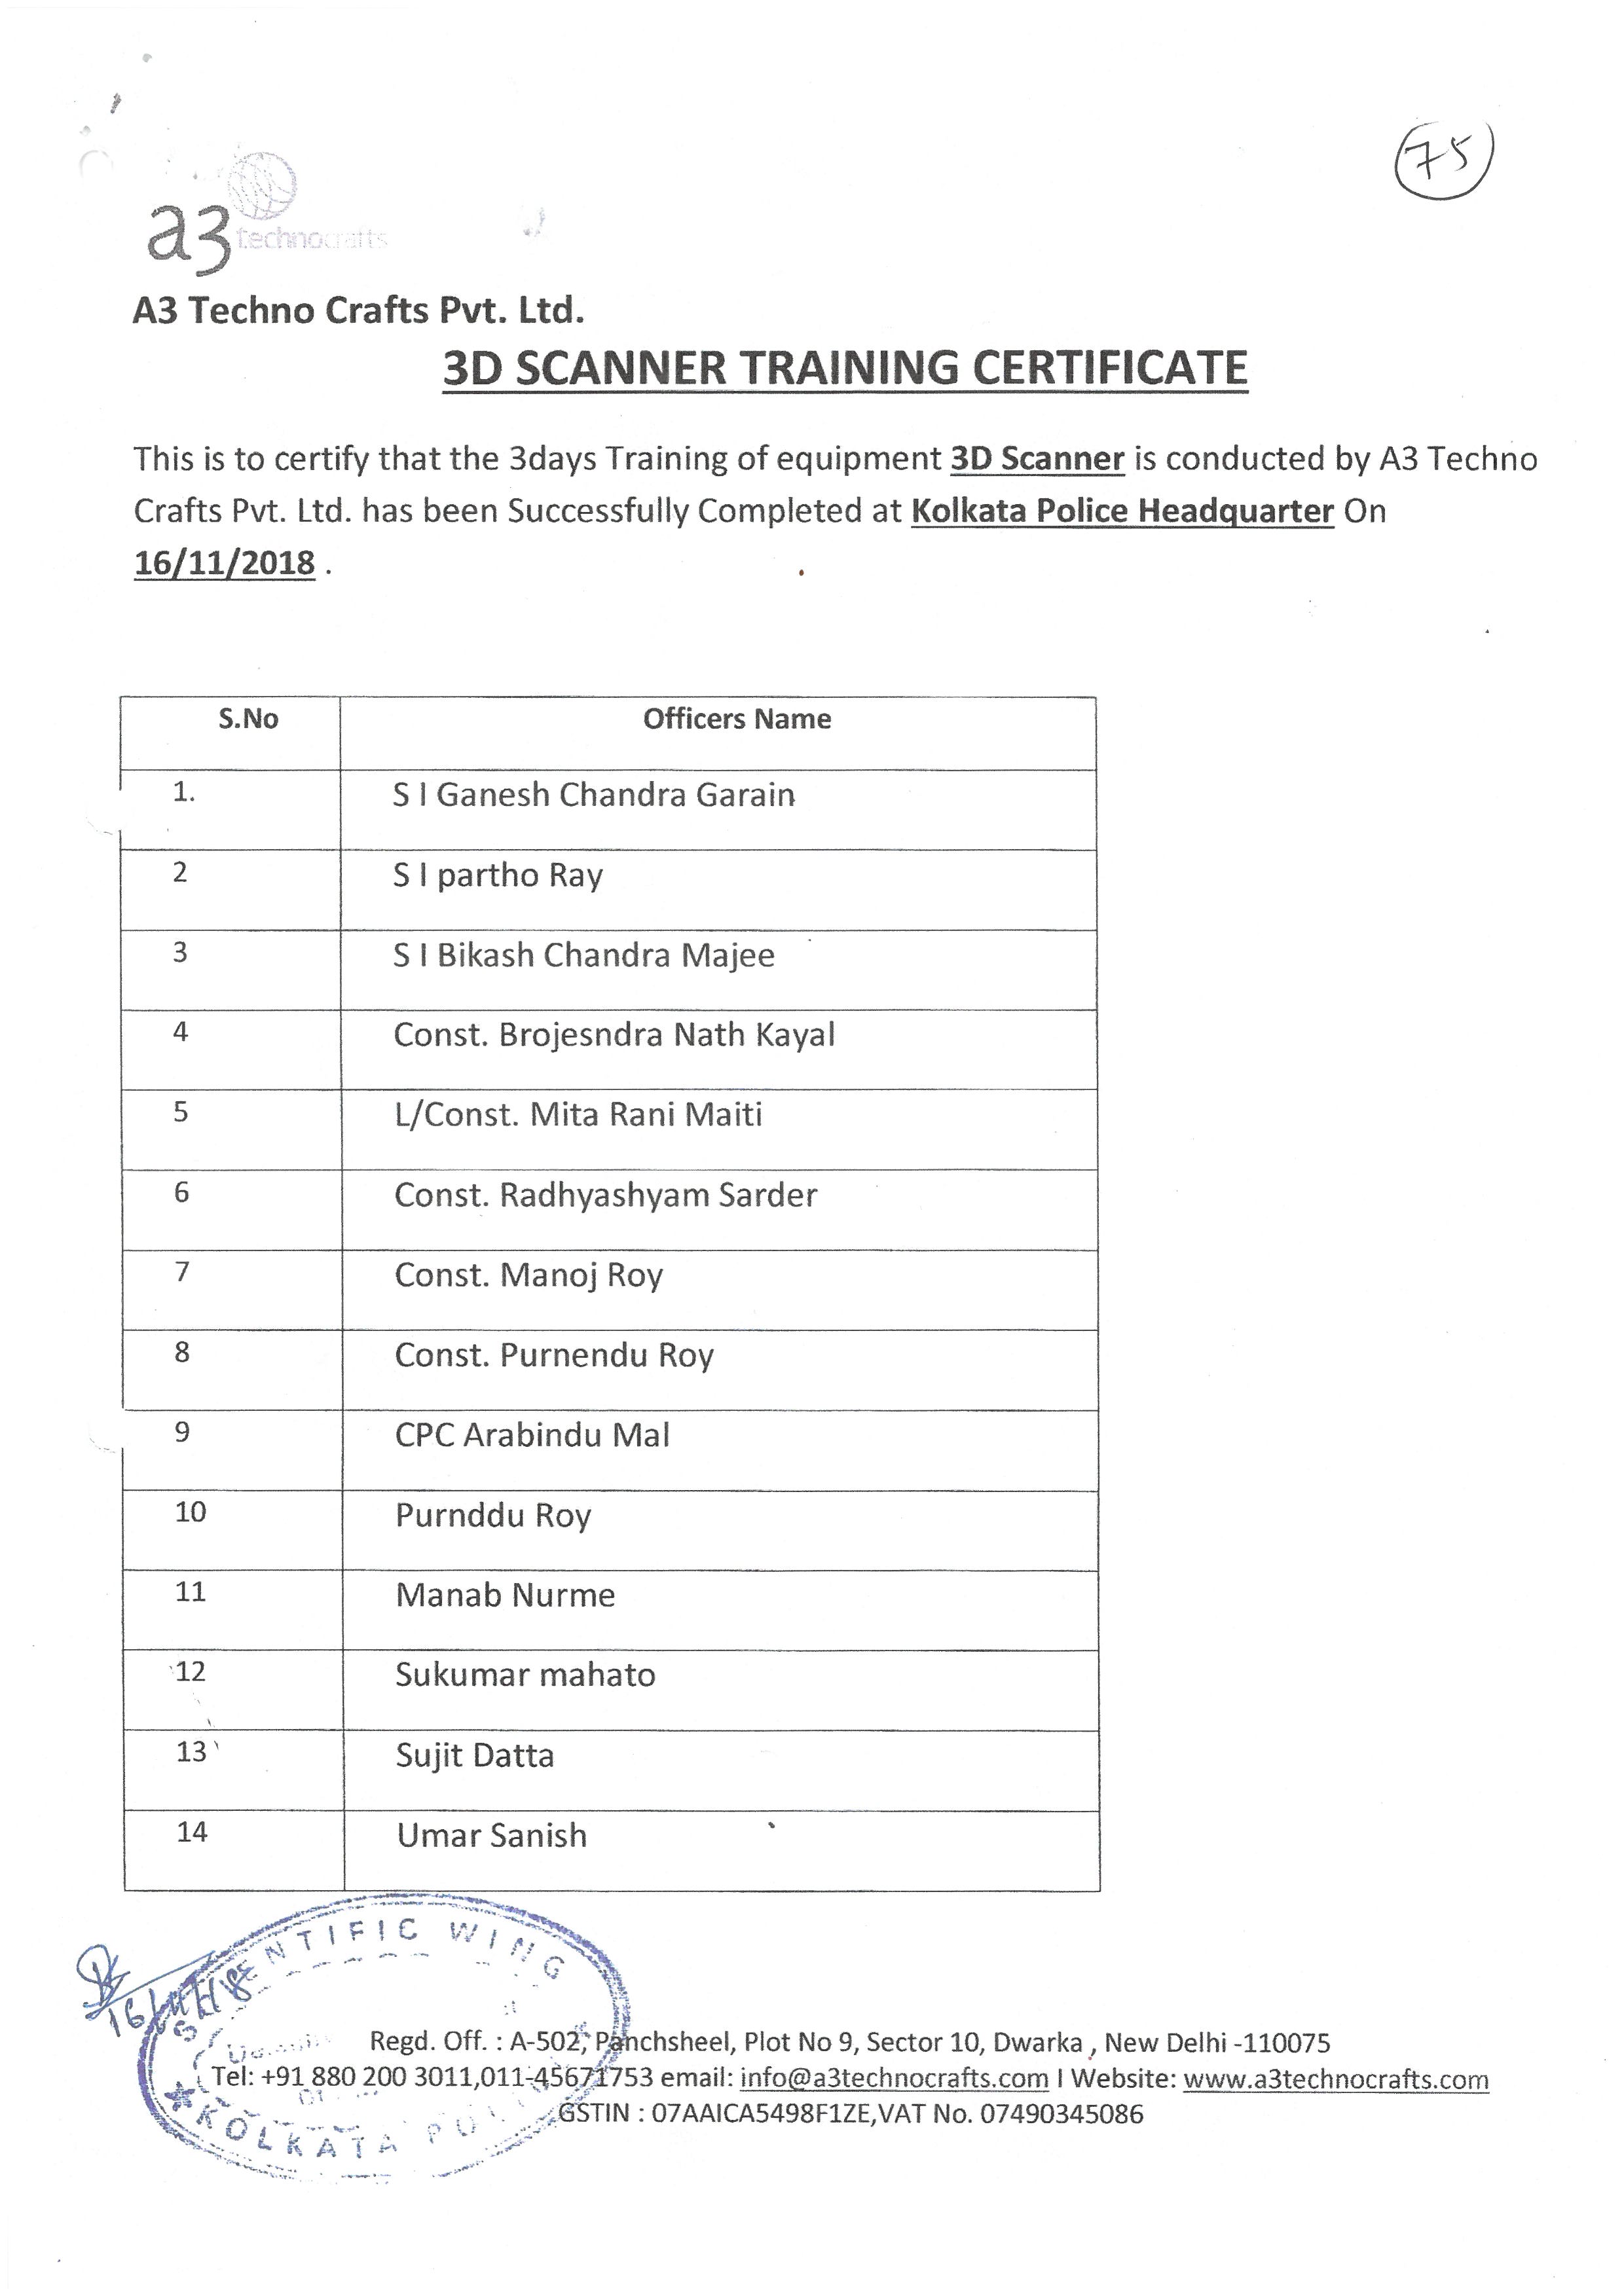 75
a3 technocrafts
A3 Techno Crafts Pvt. Ltd.
3D SCANNER TRAINING CERTIFICATE
This is to certify that the 3days Training of equipment 3D Scanner is conducted by A3 Techno
Crafts Pvt. Ltd. has been Successfully Completed at Kolkata Police Headquarter On
16/11/2018 .
S.No Officers Name
1. S I Ganesh Chandra Garain
2 S I partho Ray
3 S I Bikash Chandra Majee
4 Const. Brojesndra Nath Kayal
5 L/Const. Mita Rani Maiti
6 Const. Radhyashyam Sarder
7 Const. Manoj Roy
8 Const. Purnendu Roy
9 CPC Arabindu Mal
10 Purnddu Roy
11 Manab Nurme
12 Sukumar mahato
13 Sujit Datta
14 Umar Sanish
WING
16/11/18
Regd. Off. : A-502, Panchsheel, Plot No 9, Sector 10, Dwarka , New Delhi -110075
Tel: +91 880 200 3011,011-45671753 email: info@a3technocrafts.com I Website: www.a3technocrafts.com
GSTIN : 07AAICA5498F1ZE,VAT No. 07490345086
KOLKATA